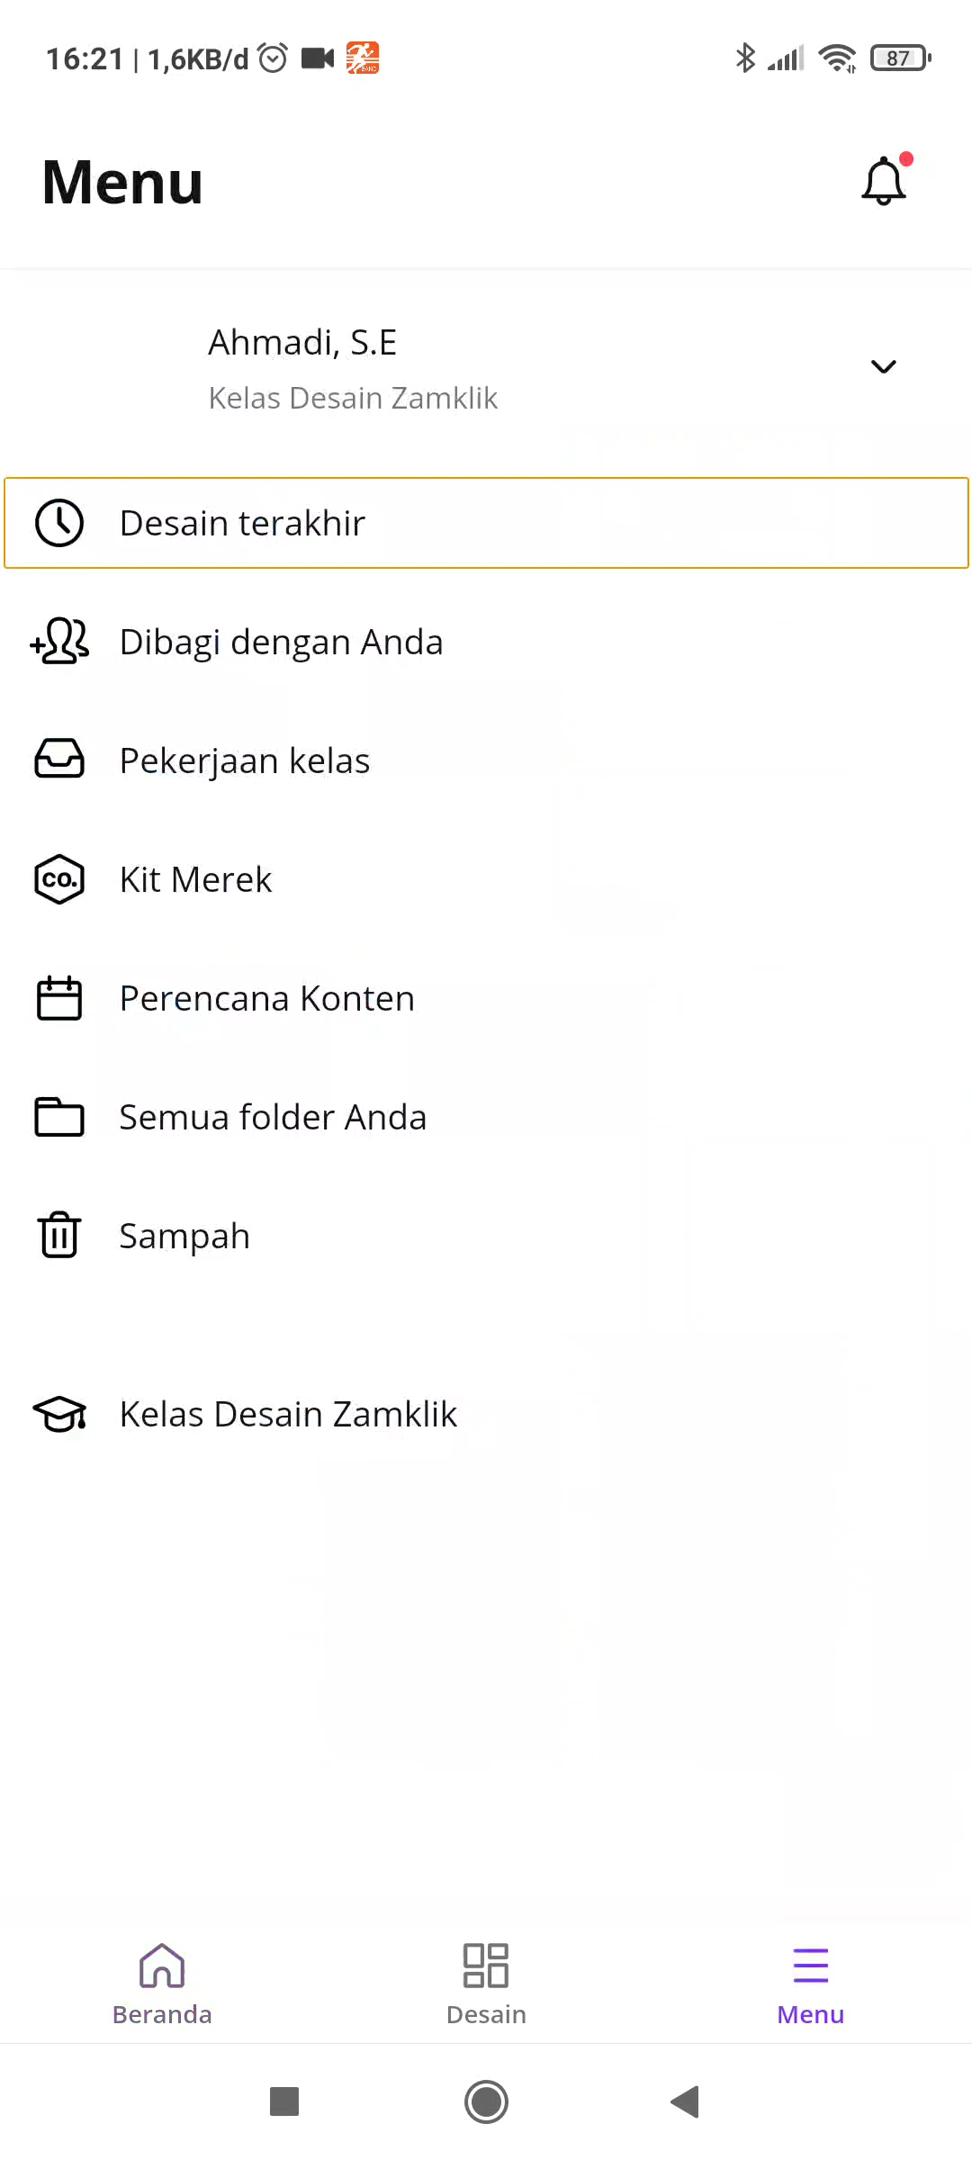 16:21 | 1,6KB/d
87
Menu
Ahmadi, S.E
Kelas Desain Zamklik
Desain terakhir
Dibagi dengan Anda
Pekerjaan kelas
co. Kit Merek
Perencana Konten
Semua folder Anda
Sampah
Kelas Desain Zamklik
Beranda
Desain
Menu